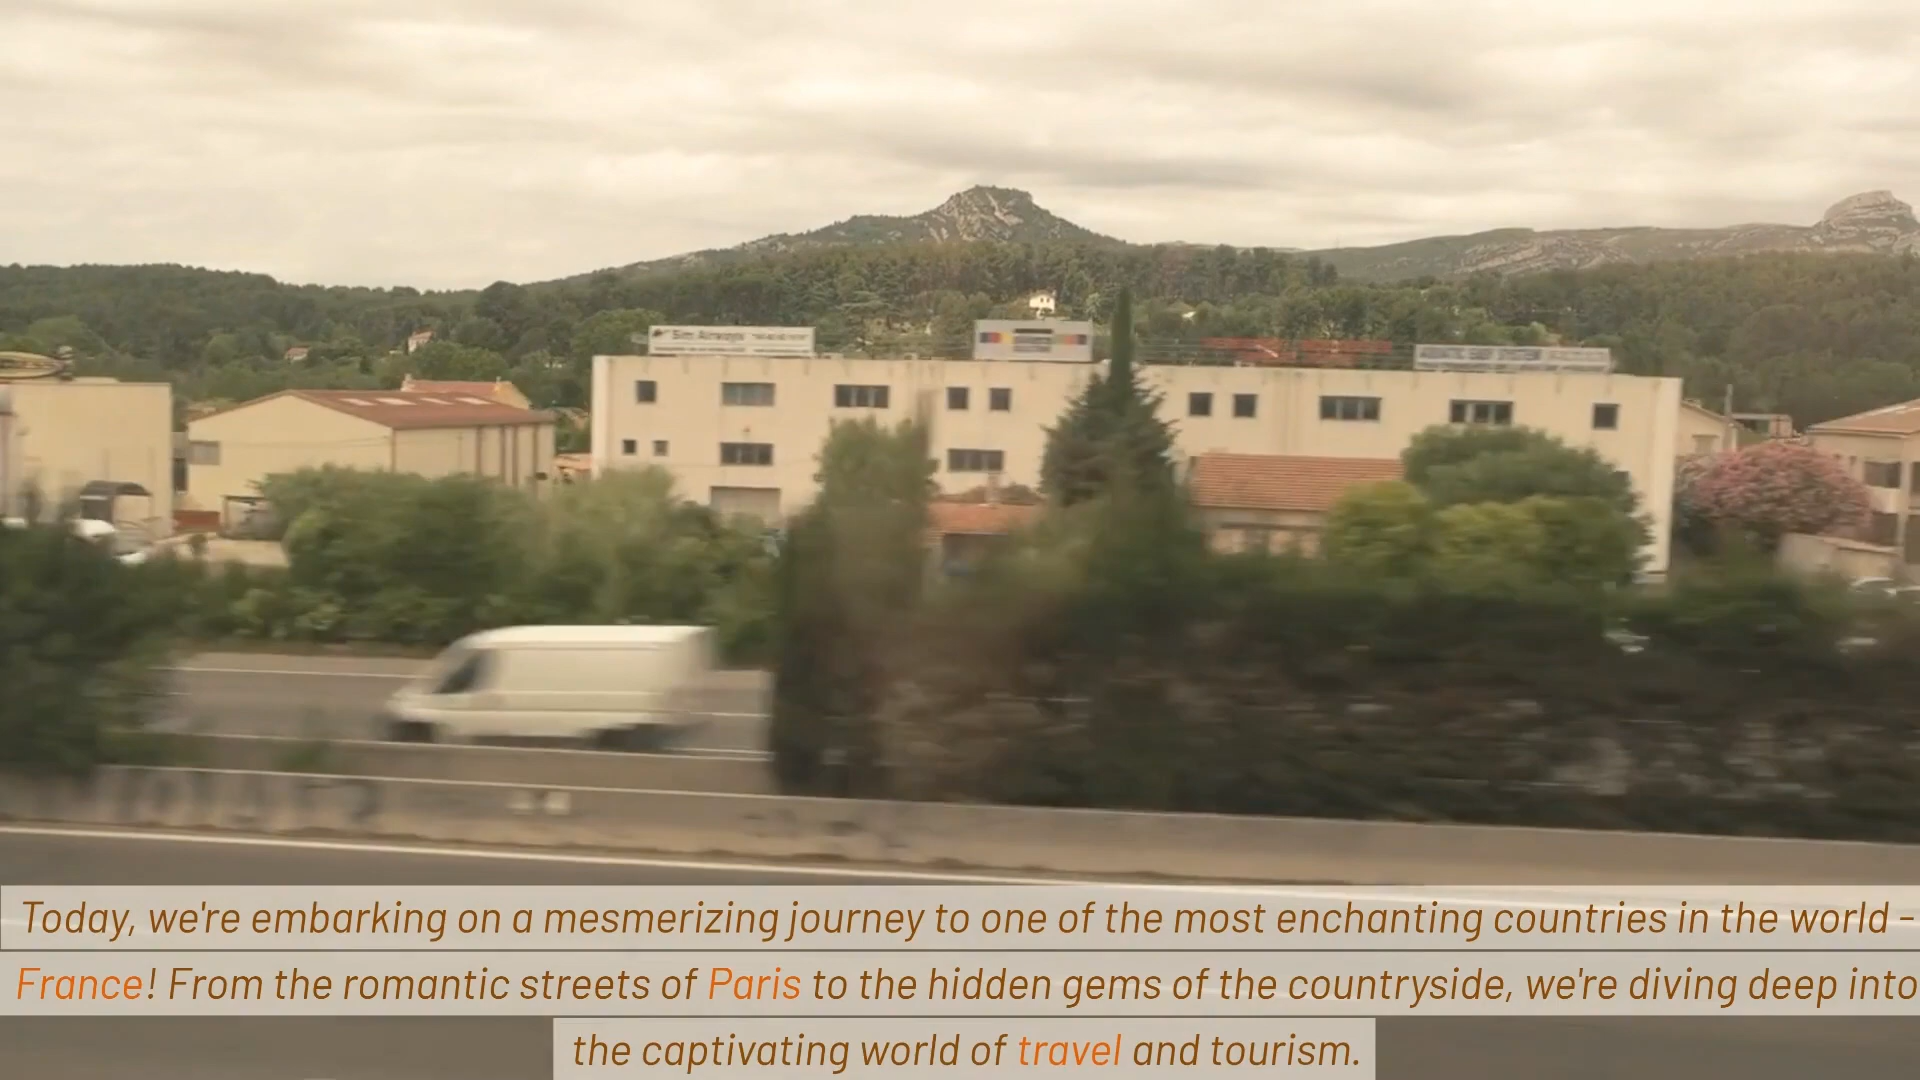 Sim Airways
Today, we're embarking on a mesmerizing journey to one of the most enchanting countries in the world -
France! From the romantic streets of Paris to the hidden gems of the countryside, we're diving deep into
the captivating world of travel and tourism.